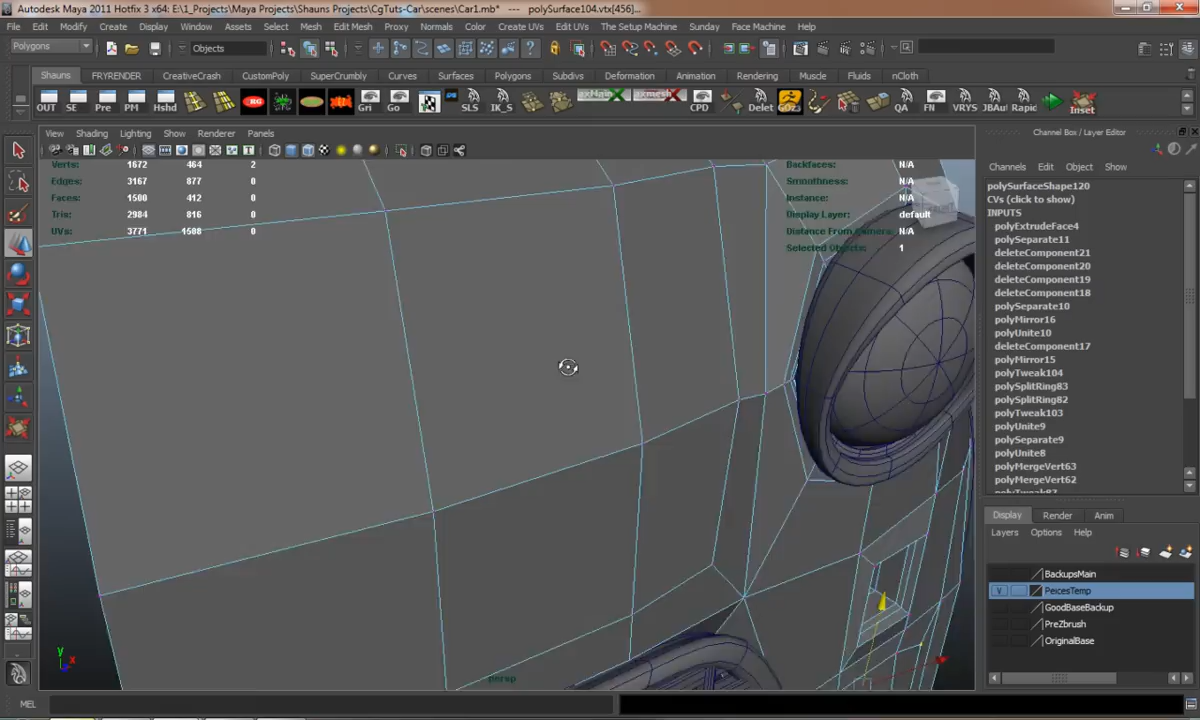 Autodesk Maya 2011 Hotfix 3 x64: E:\1_Projects\Maya Projects\Shauns Projects\CgTuts-Car\scenes\Car1.mb* --- polySurface104.vtx[456]...
File Edit Modify Create Display Window Assets Select Mesh Edit Mesh Proxy Normals Color Create UVs Edit UVs The Setup Machine Sunday Face Machine Help
Polygons Objects
Shauns FRYRENDER CreativeCrash CustomPoly SuperCrumbly Curves Surfaces Polygons Subdivs Deformation Animation Rendering Muscle Fluids nCloth
OUT SE Pre PM Hshd Gri Go SLS IK_S CPD Delet GOz QA FN VRYS JBAu Rapic Inset
View Shading Lighting Show Renderer Panels
Channel Box / Layer Editor
Verts: 1672 464 2
Edges: 3167 877 0
Faces: 1500 412 0
Tris: 2984 816 0
UVs: 3771 1508 0
Backfaces: N/A
Smoothness: N/A
Instance: N/A
Display Layer: default
Distance From Camera: N/A
Selected Objects: 1
Channels Edit Object Show
polySurfaceShape120
CVs (click to show)
INPUTS
polyExtrudeFace4
polySeparate11
deleteComponent21
deleteComponent20
deleteComponent19
deleteComponent18
polySeparate10
polyMirror16
polyUnite10
deleteComponent17
polyMirror15
polyTweak104
polySplitRing83
polySplitRing82
polyTweak103
polyUnite9
polySeparate9
polyUnite8
polyMergeVert63
polyMergeVert62
Display Render Anim
Layers Options Help
BackupsMain
V PeicesTemp
GoodBaseBackup
PreZbrush
OriginalBase
y
x
persp
MEL